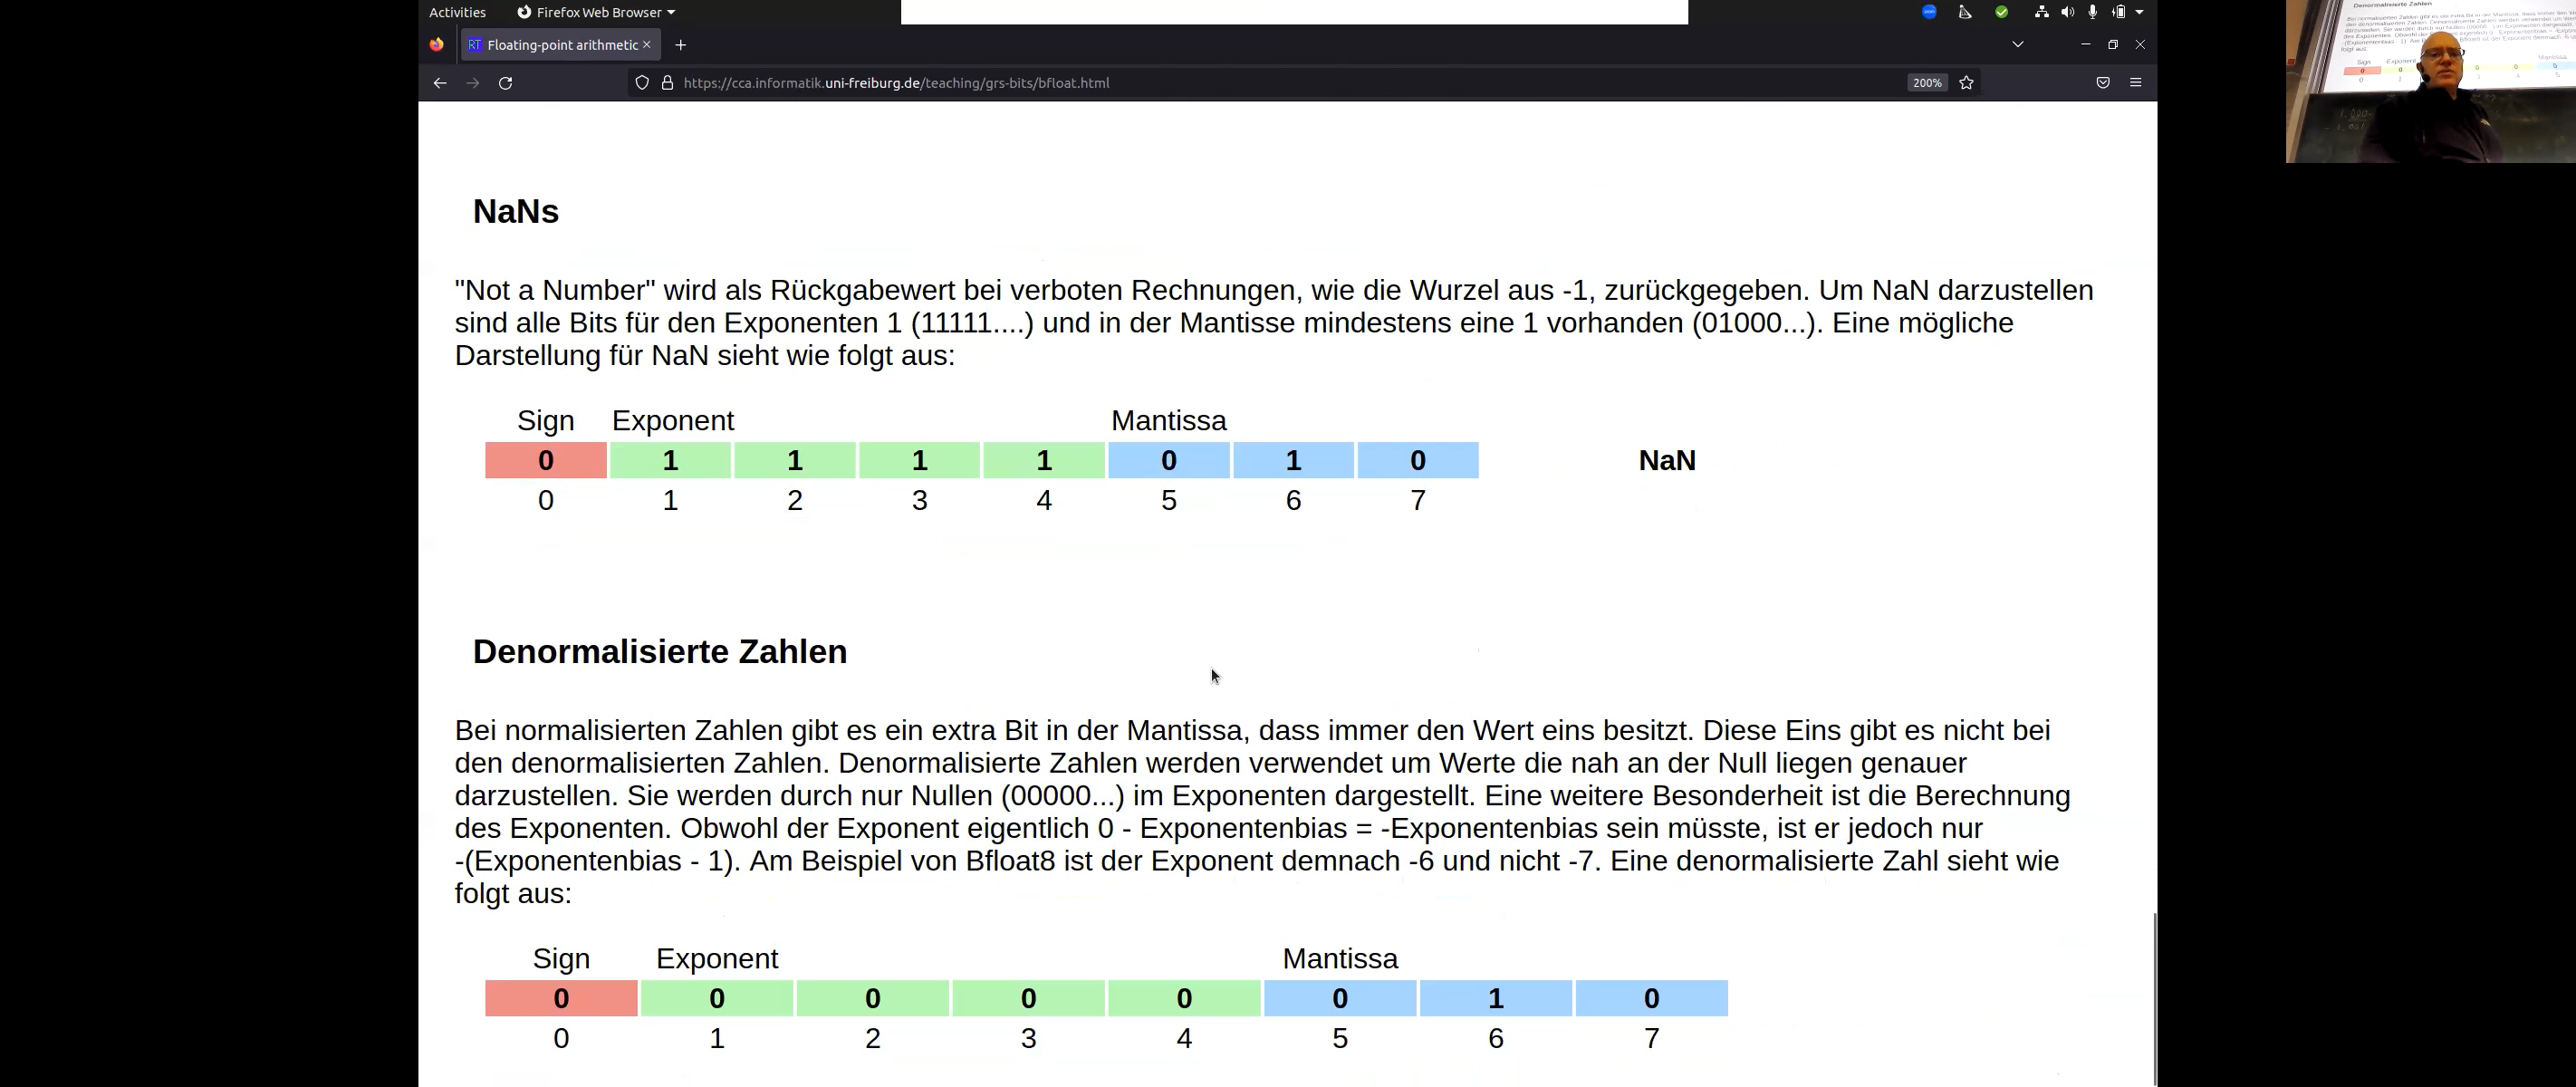 Activities Firefox Web Browser
Floating-point arithmetic
https://cca.informatik.uni-freiburg.de/teaching/grs-bits/bfloat.html 200%
NaNs
"Not a Number" wird als Rückgabewert bei verboten Rechnungen, wie die Wurzel aus -1, zurückgegeben. Um NaN darzustellen
sind alle Bits für den Exponenten 1 (11111....) und in der Mantisse mindestens eine 1 vorhanden (01000...). Eine mögliche
Darstellung für NaN sieht wie folgt aus:
Sign Exponent Mantissa
0 1 1 1 1 0 1 0 NaN
0 1 2 3 4 5 6 7
Denormalisierte Zahlen
Bei normalisierten Zahlen gibt es ein extra Bit in der Mantissa, dass immer den Wert eins besitzt. Diese Eins gibt es nicht bei
den denormalisierten Zahlen. Denormalisierte Zahlen werden verwendet um Werte die nah an der Null liegen genauer
darzustellen. Sie werden durch nur Nullen (00000...) im Exponenten dargestellt. Eine weitere Besonderheit ist die Berechnung
des Exponenten. Obwohl der Exponent eigentlich 0 - Exponentenbias = -Exponentenbias sein müsste, ist er jedoch nur
-(Exponentenbias - 1). Am Beispiel von Bfloat8 ist der Exponent demnach -6 und nicht -7. Eine denormalisierte Zahl sieht wie
folgt aus:
Sign Exponent Mantissa
0 0 0 0 0 0 1 0
0 1 2 3 4 5 6 7
Denormalisierte Zahlen